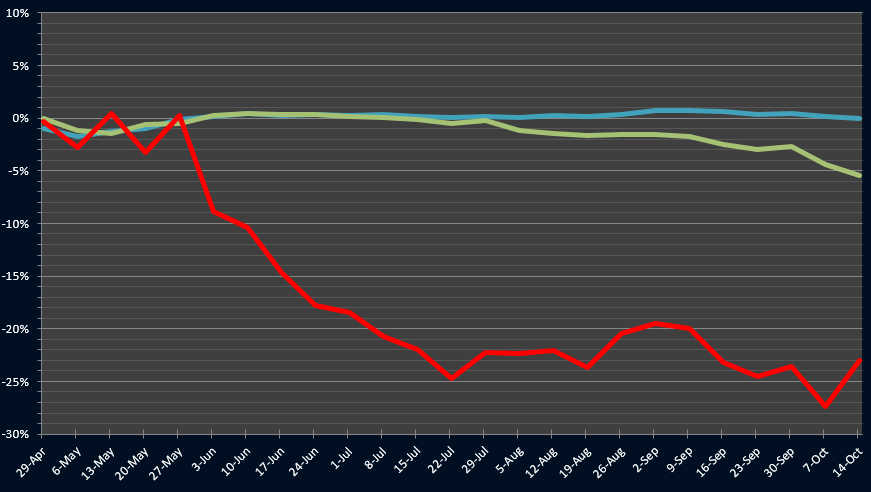 10%
5%
0%
-5%
-10%
-15%
-20%
-25%
-30%
29-Apr
6-May
13-May
20-May
27-May
3-Jun
10-Jun
17-Jun
24-Jun
1-Jul
8-Jul
15-Jul
22-Jul
29-Jul
5-Aug
12-Aug
19-Aug
26-Aug
2-Sep
9-Sep
16-Sep
23-Sep
30-Sep
7-Oct
14-Oct